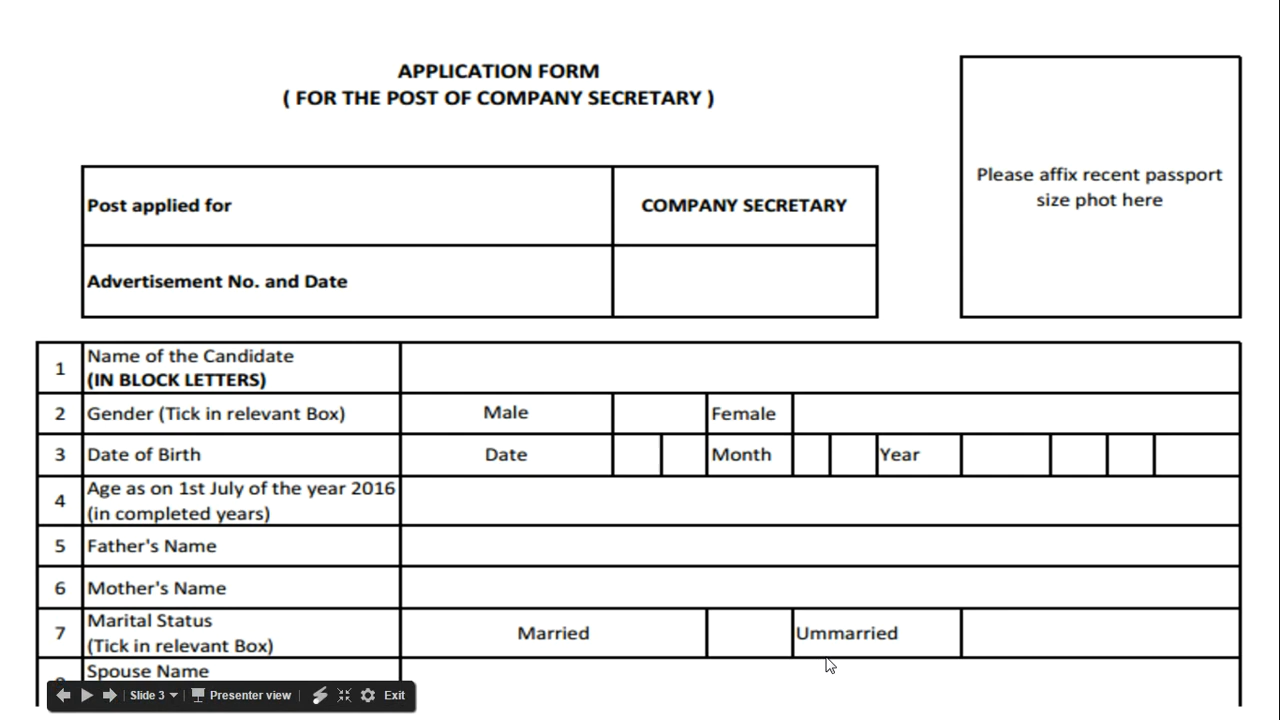 APPLICATION FORM
( FOR THE POST OF COMPANY SECRETARY )
Please affix recent passport
size phot here
Post applied for COMPANY SECRETARY
Advertisement No. and Date
1 Name of the Candidate
(IN BLOCK LETTERS)
2 Gender (Tick in relevant Box) Male Female
3 Date of Birth Date Month Year
4 Age as on 1st July of the year 2016
(in completed years)
5 Father's Name
6 Mother's Name
7 Marital Status
(Tick in relevant Box) Married Ummarried
Spouse Name
Slide 3 Presenter view Exit